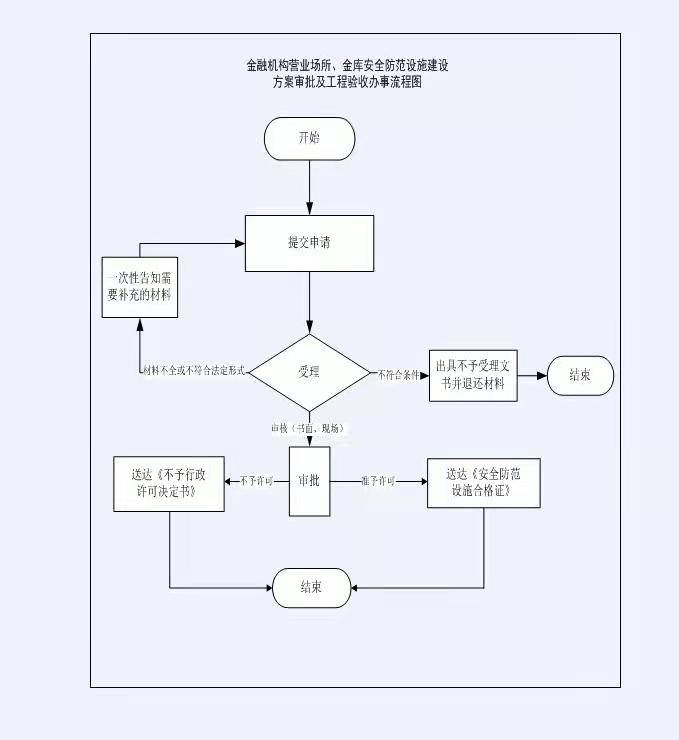 金融机构营业场所、金库安全防范设施建设
方案审批及工程验收办事流程图
开始
提交申请
一次性告知需
要补充的材料
材料不全或不符合法定形式
受理
不符合条件
出具不予受理文
书并退还材料
结束
审核（书面、现场）
送达《不予行政
许可决定书》
不予许可
审批
准予许可
送达《安全防范
设施合格证》
结束